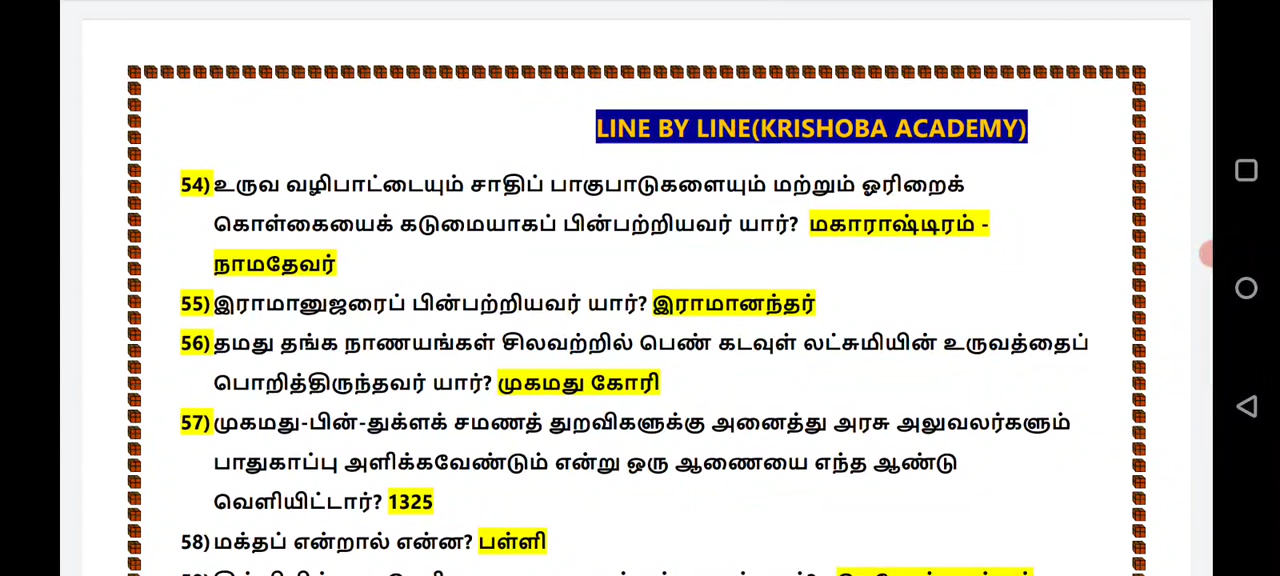 LINE BY LINE(KRISHOBA ACADEMY)
54) உருவ வழிபாட்டையும் சாதிப் பாகுபாடுகளையும் மற்றும் ஓரிறைக்
கொள்கையைக் கடுமையாகப் பின்பற்றியவர் யார்? மகாராஷ்டிரம் -
நாமதேவர்
55) இராமானுஜரைப் பின்பற்றியவர் யார்? இராமானந்தர்
56) தமது தங்க நாணயங்கள் சிலவற்றில் பெண் கடவுள் லட்சுமியின் உருவத்தைப்
பொறித்திருந்தவர் யார்? முகமது கோரி
57) முகமது-பின்-துக்ளக் சமணத் துறவிகளுக்கு அனைத்து அரசு அலுவலர்களும்
பாதுகாப்பு அளிக்கவேண்டும் என்று ஒரு ஆணையை எந்த ஆண்டு
வெளியிட்டார்? 1325
58) மக்தப் என்றால் என்ன? பள்ளி